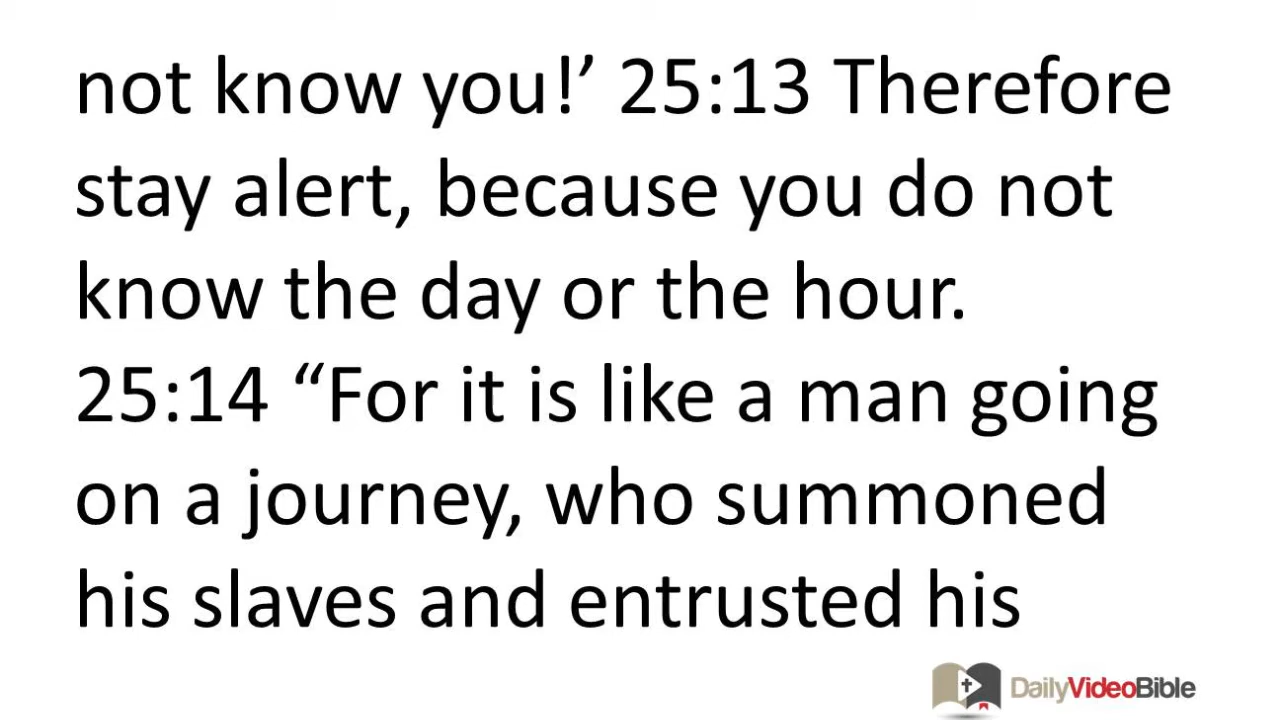 not know you!’ 25:13 Therefore
stay alert, because you do not
know the day or the hour.
25:14 “For it is like a man going
on a journey, who summoned
his slaves and entrusted his
DailyVideoBible